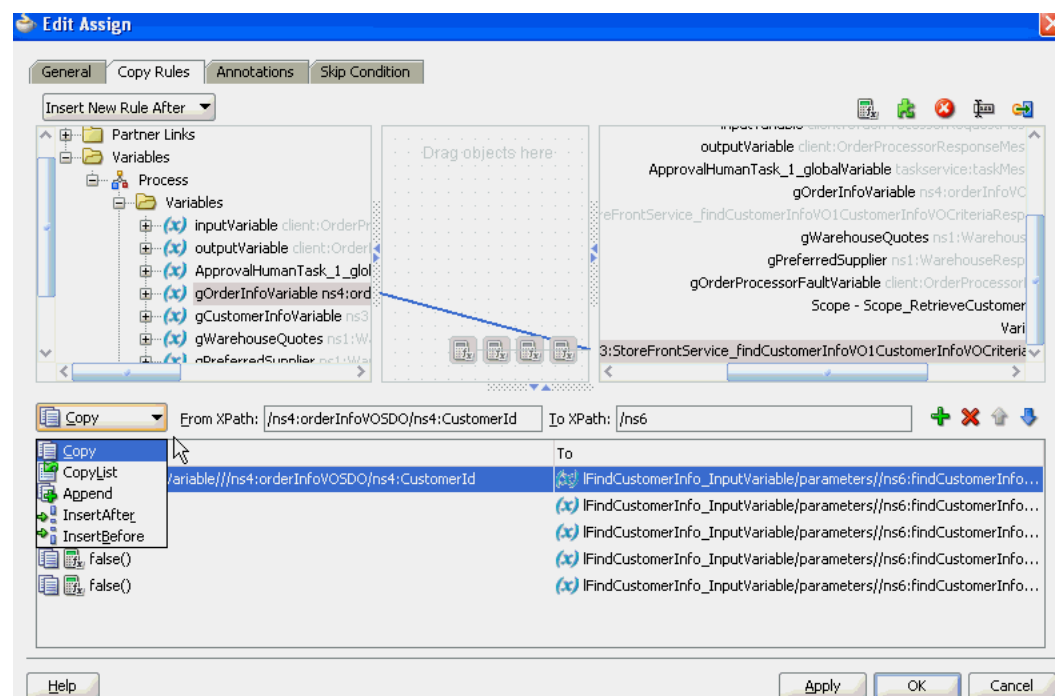 Edit Assign
General Copy Rules Annotations Skip Condition
Insert New Rule After
Partner Links
Variables
Process
Variables
inputVariable client:OrderPr
outputVariable client:Order
ApprovalHumanTask_1_glol
gOrderInfoVariable ns4:ord
gCustomerInfoVariable ns3
gWarehouseQuotes ns1:W
gPreferredSupplier ns1:War
Drag objects here
outputVariable client:OrderProcessorResponseMes
ApprovalHumanTask_1_globalVariable taskservice:taskMes
gOrderInfoVariable ns4:orderInfoVO
reFrontService_findCustomerInfoVO1CustomerInfoVOCriteriaResp
gWarehouseQuotes ns1:Warehous
gPreferredSupplier ns1:WarehouseResp
gOrderProcessorFaultVariable client:OrderProcessorI
Scope - Scope_RetrieveCustomer
Vari
3:StoreFrontService_findCustomerInfoVO1CustomerInfoVOCriteria
Copy From XPath: /ns4:orderInfoVOSDO/ns4:CustomerId To XPath: /ns6
Copy
CopyList
Append
InsertAfter
InsertBefore
To
/ariable///ns4:orderInfoVOSDO/ns4:CustomerId lFindCustomerInfo_InputVariable/parameters//ns6:findCustomerInfo...
lFindCustomerInfo_InputVariable/parameters//ns6:findCustomerInfo...
lFindCustomerInfo_InputVariable/parameters//ns6:findCustomerInfo...
false() lFindCustomerInfo_InputVariable/parameters//ns6:findCustomerInfo...
false() lFindCustomerInfo_InputVariable/parameters//ns6:findCustomerInfo...
Help Apply OK Cancel